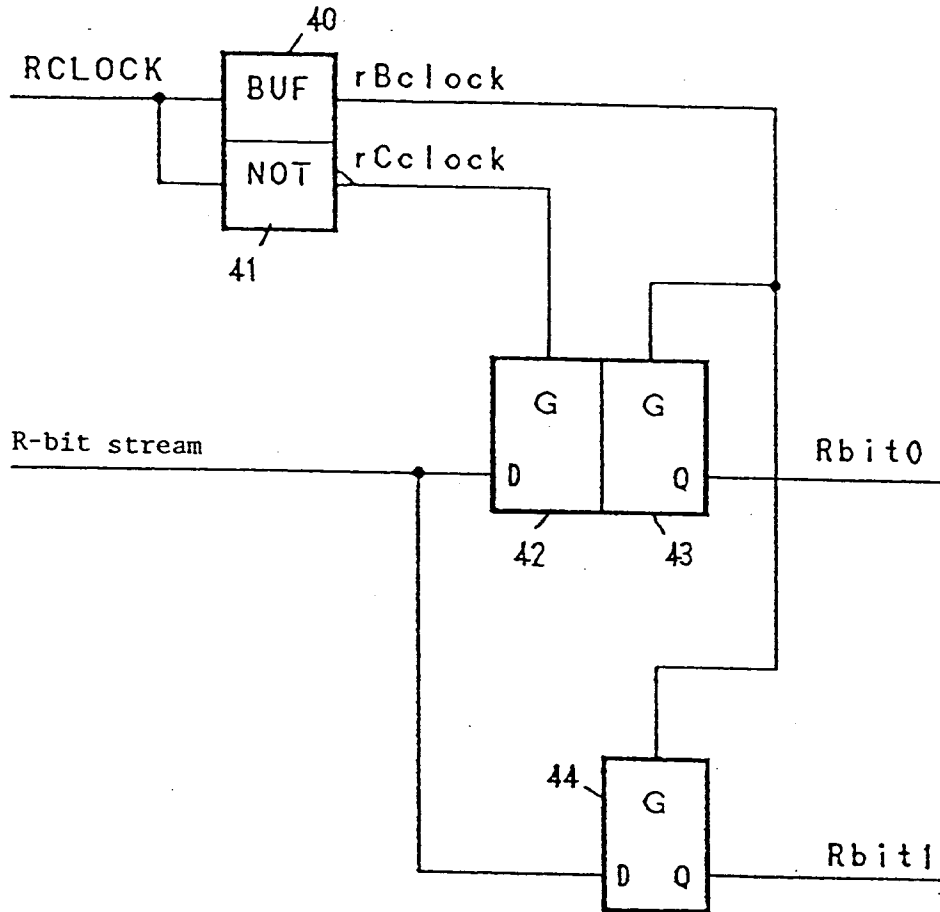 40
RCLOCK
BUF
rBclock
NOT
rCclock
41
G
G
R-bit stream
D
Q
Rbit0
42
43
44
G
D
Q
Rbit1